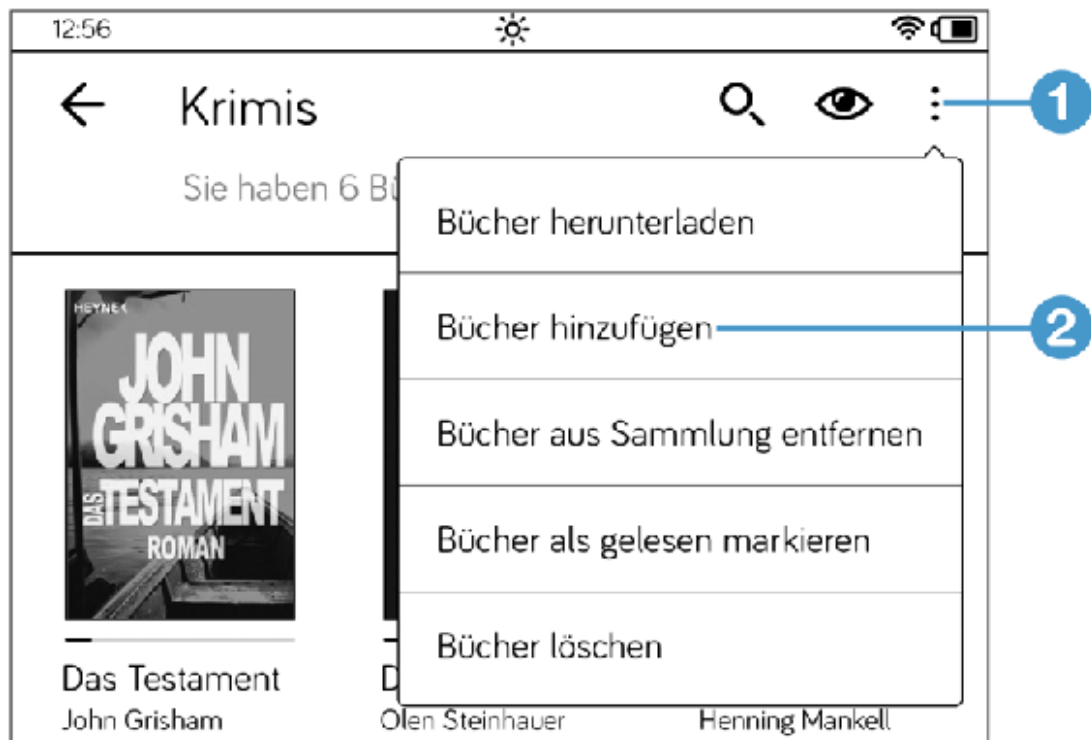 12:56
Krimis
1
Sie haben 6 Bü
Bücher herunterladen
Bücher hinzufügen
2
Bücher aus Sammlung entfernen
Bücher als gelesen markieren
Bücher löschen
HEYNE
JOHN
GRISHAM
DAS
TESTAMENT
ROMAN
Das Testament
D
John Grisham
Olen Steinhauer
Henning Mankell